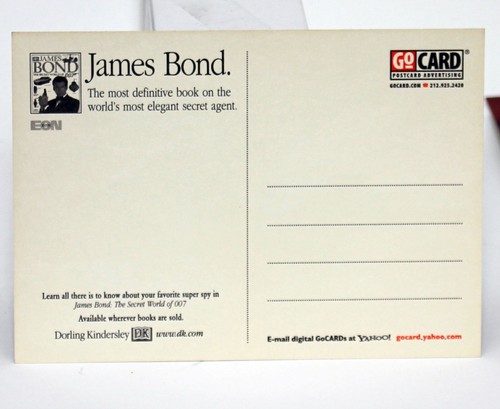 JAMES
BOND
007
James Bond.
The most definitive book on the
world's most elegant secret agent.
EON
GOCARD®
POSTCARD ADVERTISING
GOCARD.COM ☎ 212.925.2420
Learn all there is to know about your favorite super spy in
James Bond: The Secret World of 007
Available wherever books are sold.
Dorling Kindersley DK www.dk.com
E-mail digital GoCARDs at YAHOO! gocard.yahoo.com